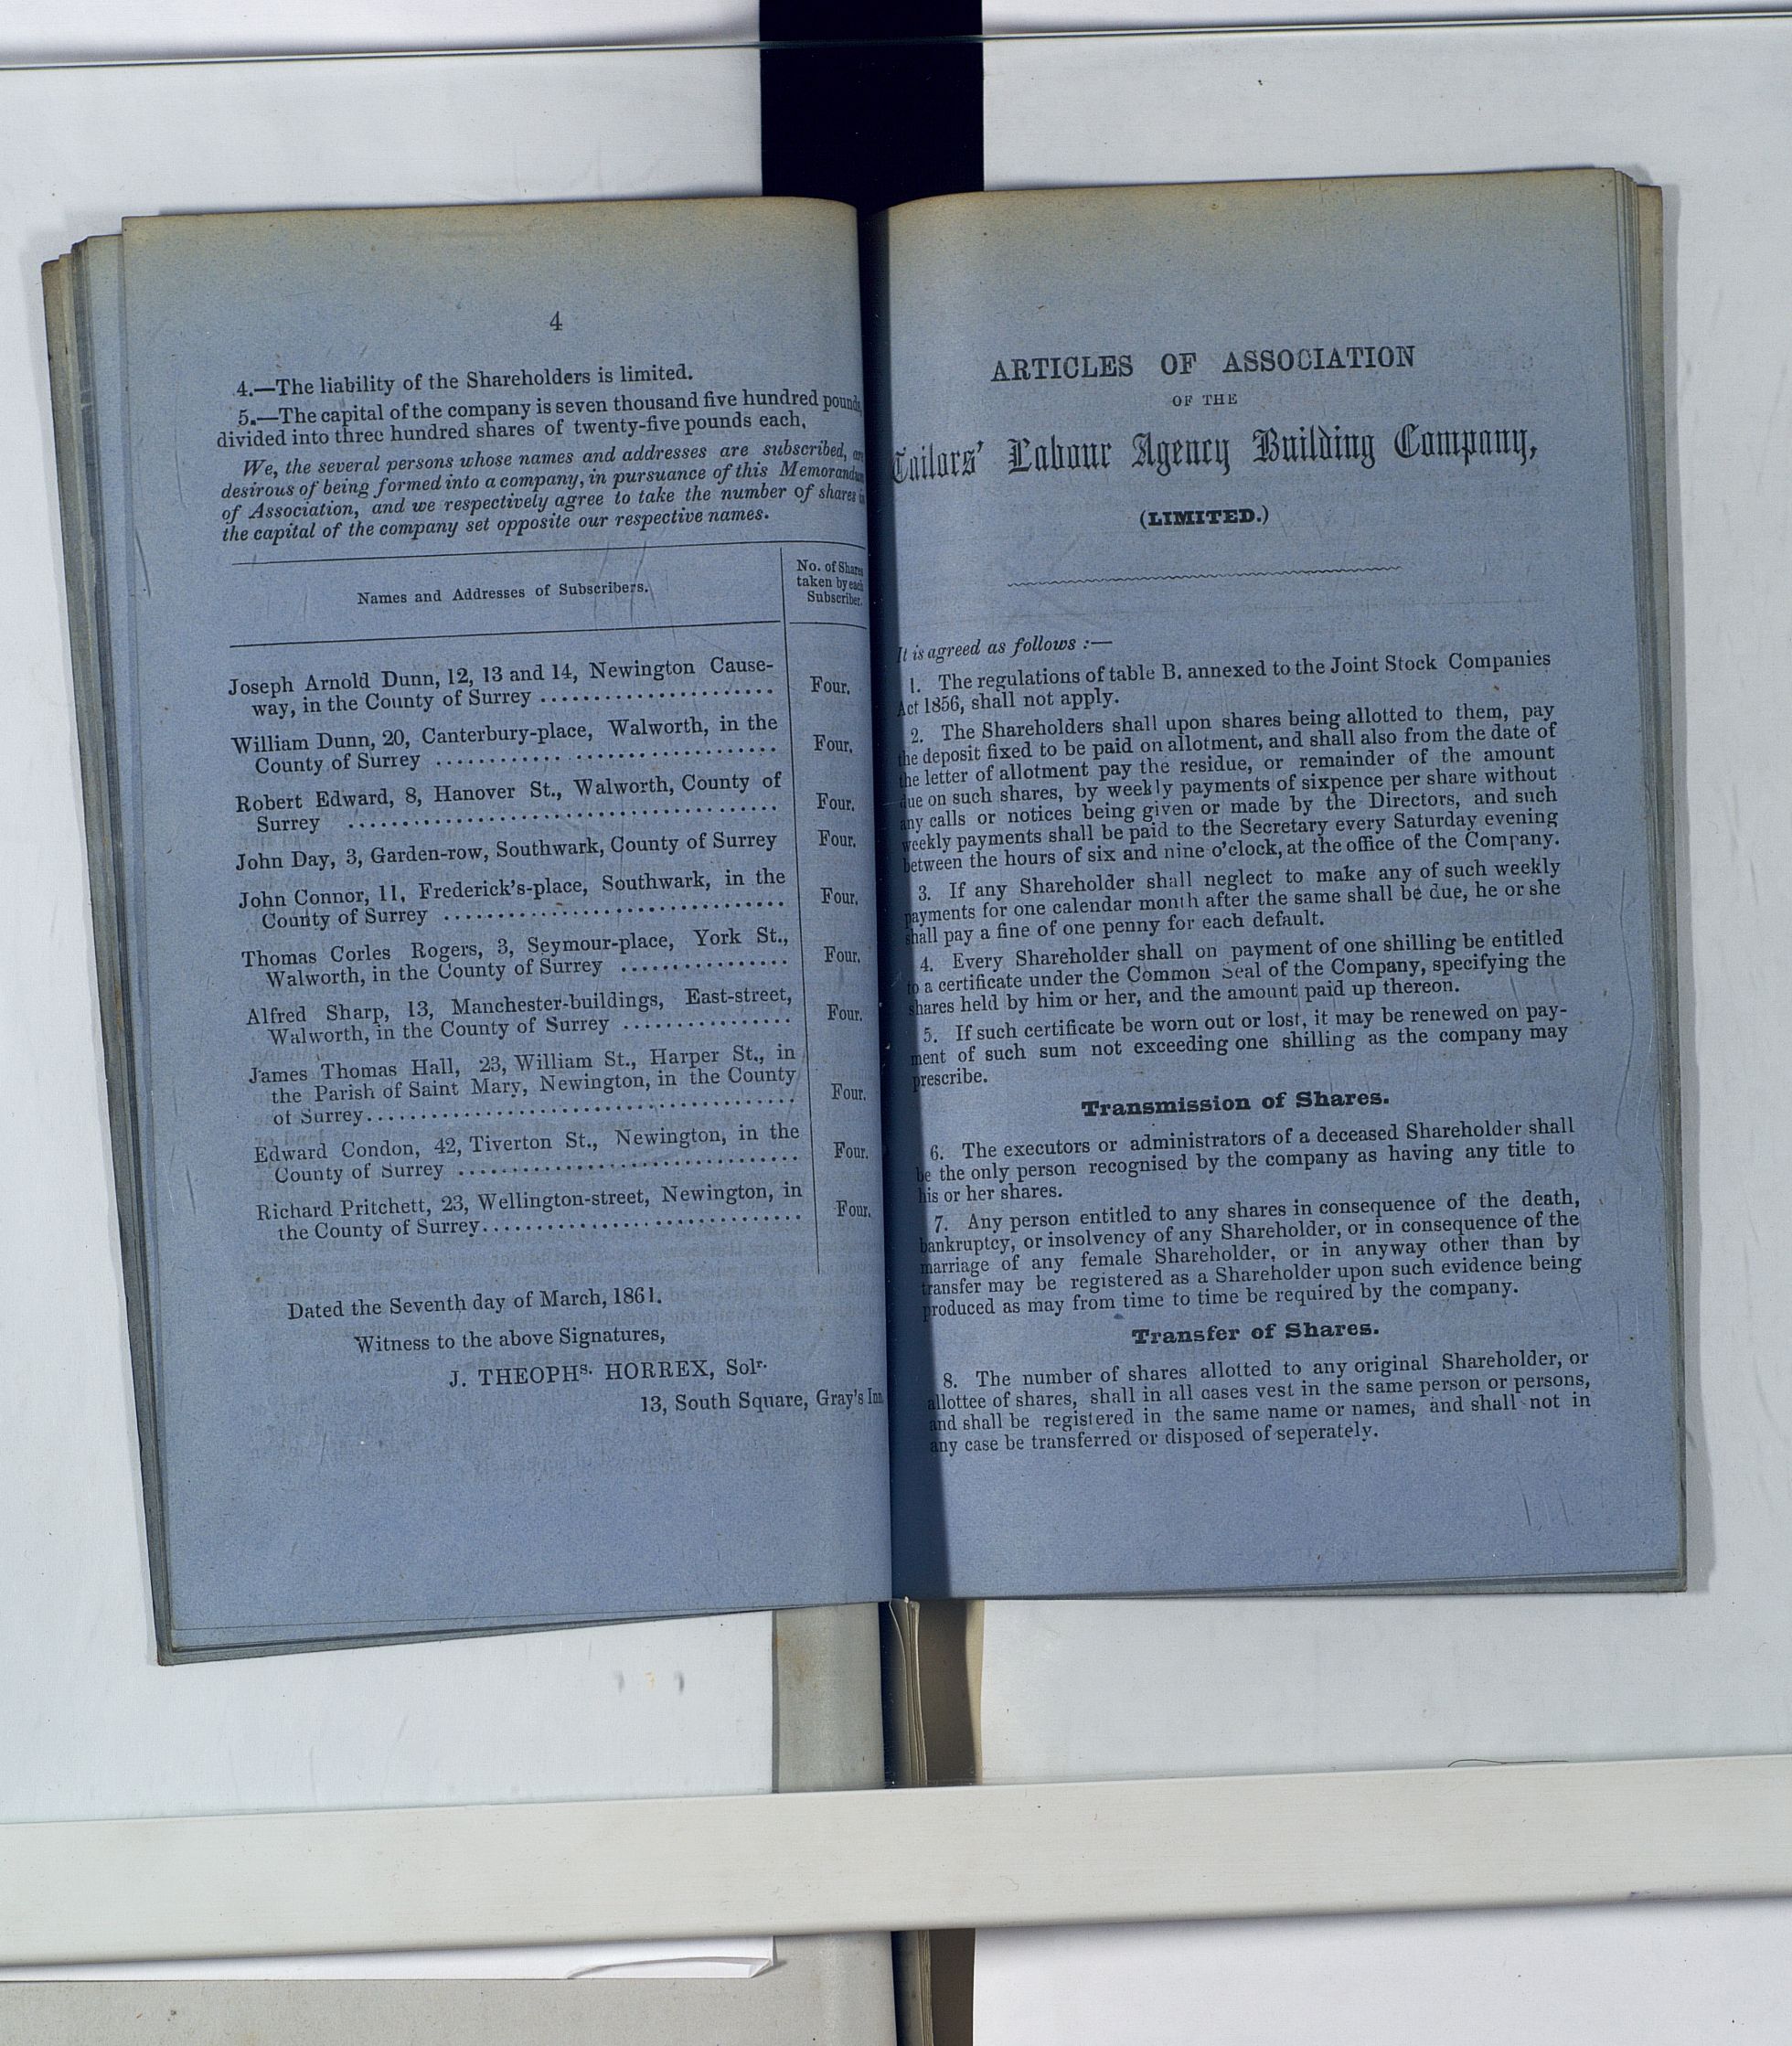 4
4.—The liability of the Shareholders is limited.
5.—The capital of the company is seven thousand five hundred pounds,
divided into three hundred shares of twenty-five pounds each.
We, the several persons whose names and addresses are subscribed, are
desirous of being formed into a company, in pursuance of this Memorandum
of Association, and we respectively agree to take the number of shares in
the capital of the company set opposite our respective names.
Names and Addresses of Subscribers.
No. of Shares
taken by each
Subscriber.
Joseph Arnold Dunn, 12, 13 and 14, Newington Cause-
way, in the County of Surrey ........................ Four.
William Dunn, 20, Canterbury-place, Walworth, in the
County of Surrey ................................... Four.
Robert Edward, 8, Hanover St., Walworth, County of
Surrey ............................................ Four.
John Day, 3, Garden-row, Southwark, County of Surrey Four.
John Connor, 11, Frederick's-place, Southwark, in the
County of Surrey ................................... Four.
Thomas Corles Rogers, 3, Seymour-place, York St.,
Walworth, in the County of Surrey ................ Four.
Alfred Sharp, 13, Manchester-buildings, East-street,
Walworth, in the County of Surrey ................ Four.
James Thomas Hall, 23, William St., Harper St., in
the Parish of Saint Mary, Newington, in the County
of Surrey.......................................... Four.
Edward Condon, 42, Tiverton St., Newington, in the
County of Surrey .................................. Four.
Richard Pritchett, 23, Wellington-street, Newington, in
the County of Surrey................................ Four.
Dated the Seventh day of March, 1861.
Witness to the above Signatures,
J. THEOPHs. HORREX, Solr.
13, South Square, Gray's Inn
ARTICLES OF ASSOCIATION
OF THE
Tailors' Labour Agency Building Company,
(LIMITED.)
It is agreed as follows :—
1. The regulations of table B. annexed to the Joint Stock Companies
Act 1856, shall not apply.
2. The Shareholders shall upon shares being allotted to them, pay
the deposit fixed to be paid on allotment, and shall also from the date of
the letter of allotment pay the residue, or remainder of the amount
due on such shares, by weekly payments of sixpence per share without
any calls or notices being given or made by the Directors, and such
weekly payments shall be paid to the Secretary every Saturday evening
between the hours of six and nine o'clock, at the office of the Company.
3. If any Shareholder shall neglect to make any of such weekly
payments for one calendar month after the same shall be due, he or she
shall pay a fine of one penny for each default.
4. Every Shareholder shall on payment of one shilling be entitled
to a certificate under the Common Seal of the Company, specifying the
shares held by him or her, and the amount paid up thereon.
5. If such certificate be worn out or lost, it may be renewed on pay-
ment of such sum not exceeding one shilling as the company may
prescribe.
Transmission of Shares.
6. The executors or administrators of a deceased Shareholder shall
be the only person recognised by the company as having any title to
his or her shares.
7. Any person entitled to any shares in consequence of the death,
bankruptcy, or insolvency of any Shareholder, or in consequence of the
marriage of any female Shareholder, or in anyway other than by
transfer may be registered as a Shareholder upon such evidence being
produced as may from time to time be required by the company.
Transfer of Shares.
8. The number of shares allotted to any original Shareholder, or
allottee of shares, shall in all cases vest in the same person or persons,
and shall be registered in the same name or names, and shall not in
any case be transferred or disposed of seperately.